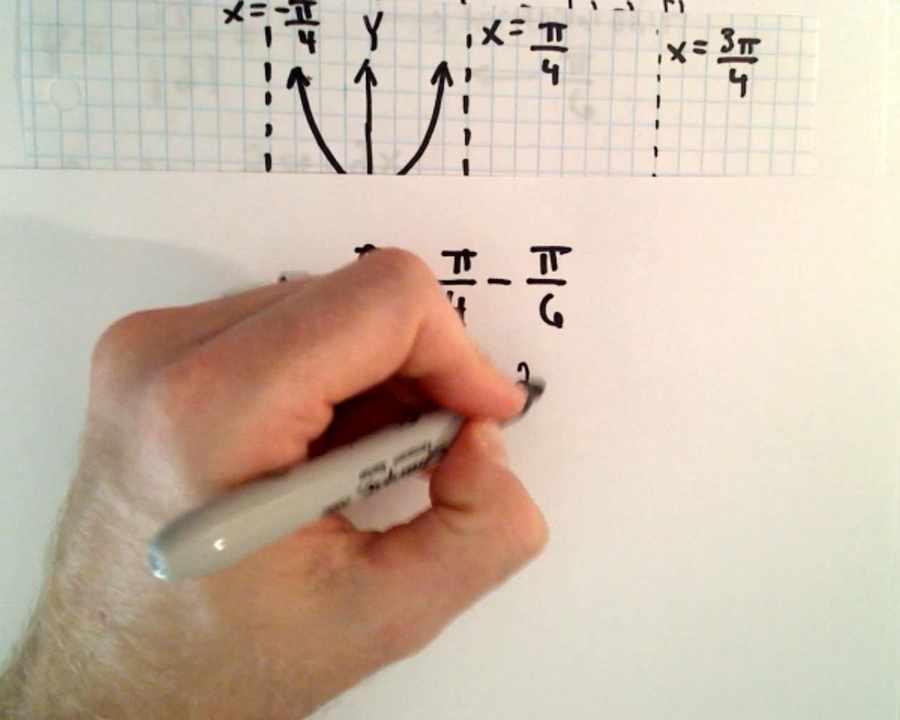 x = -π/4 Y x = π/4 x = 3π/4
π/4 - π/6